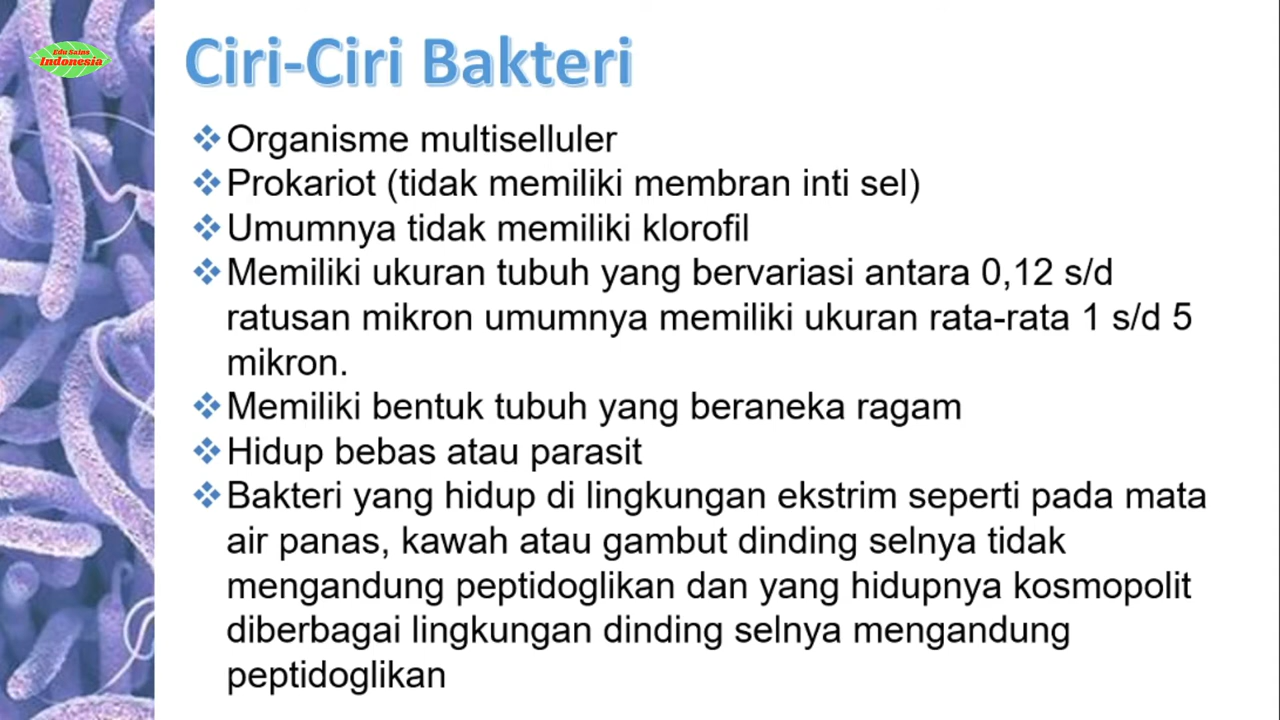 Edu Sains
Indonesia
Ciri-Ciri Bakteri
❖Organisme multiselluler
❖Prokariot (tidak memiliki membran inti sel)
❖Umumnya tidak memiliki klorofil
❖Memiliki ukuran tubuh yang bervariasi antara 0,12 s/d
ratusan mikron umumnya memiliki ukuran rata-rata 1 s/d 5
mikron.
❖Memiliki bentuk tubuh yang beraneka ragam
❖Hidup bebas atau parasit
❖Bakteri yang hidup di lingkungan ekstrim seperti pada mata
air panas, kawah atau gambut dinding selnya tidak
mengandung peptidoglikan dan yang hidupnya kosmopolit
diberbagai lingkungan dinding selnya mengandung
peptidoglikan